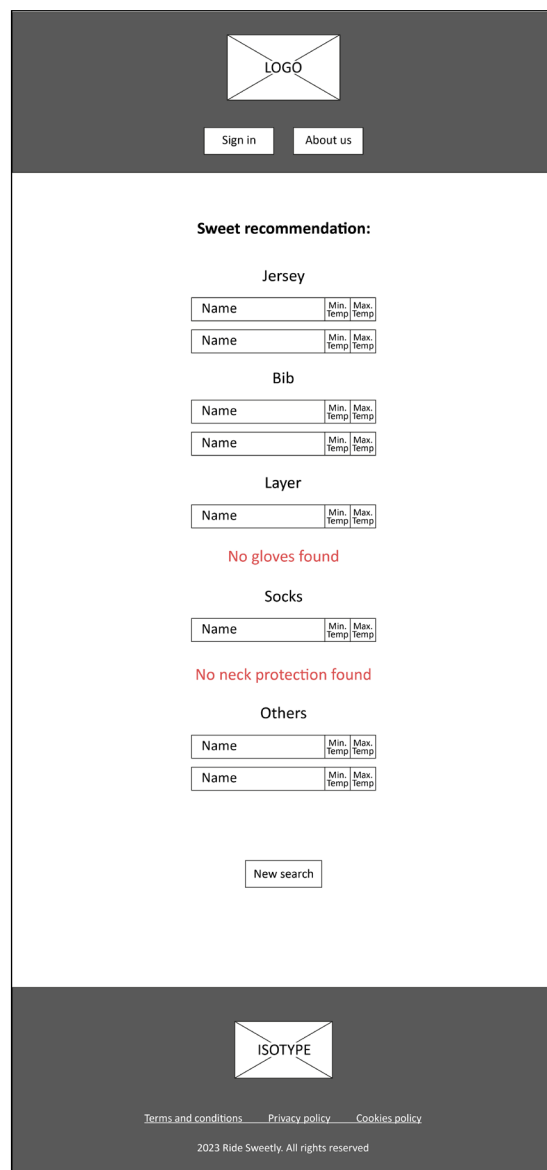 LOGO
Sign in About us
Sweet recommendation:
Jersey
Name Min. Temp Max. Temp
Name Min. Temp Max. Temp
Bib
Name Min. Temp Max. Temp
Name Min. Temp Max. Temp
Layer
Name Min. Temp Max. Temp
No gloves found
Socks
Name Min. Temp Max. Temp
No neck protection found
Others
Name Min. Temp Max. Temp
Name Min. Temp Max. Temp
New search
ISOTYPE
Terms and conditions Privacy policy Cookies policy
2023 Ride Sweetly. All rights reserved